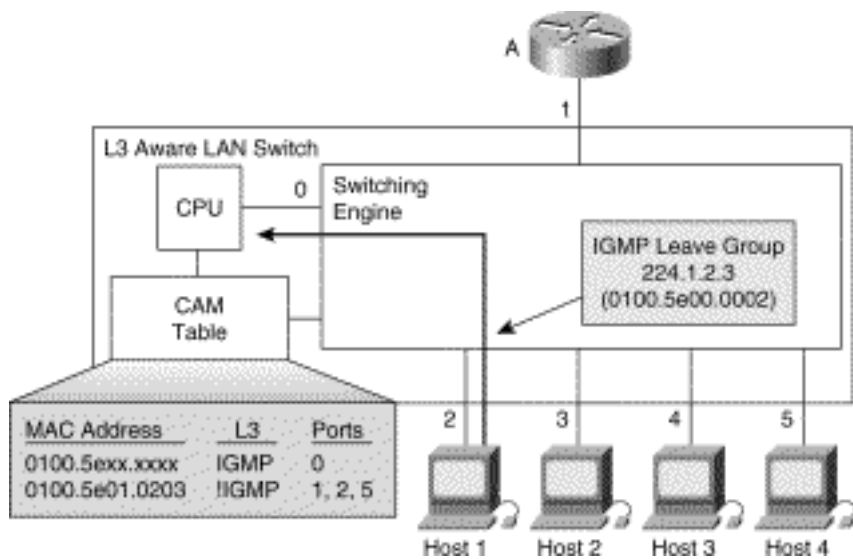 A
1
L3 Aware LAN Switch
CPU
0
Switching
Engine
IGMP Leave Group
224.1.2.3
(0100.5e00.0002)
CAM
Table
2
3
4
5
MAC Address L3 Ports
0100.5exx.xxxx IGMP 0
0100.5e01.0203 !IGMP 1, 2, 5
Host 1
Host 2
Host 3
Host 4